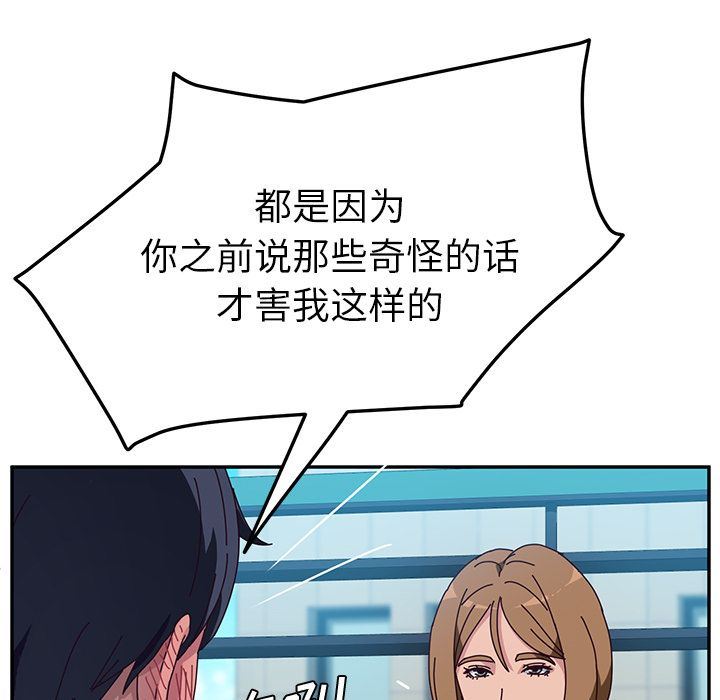 都是因为
你之前说那些奇怪的话
才害我这样的